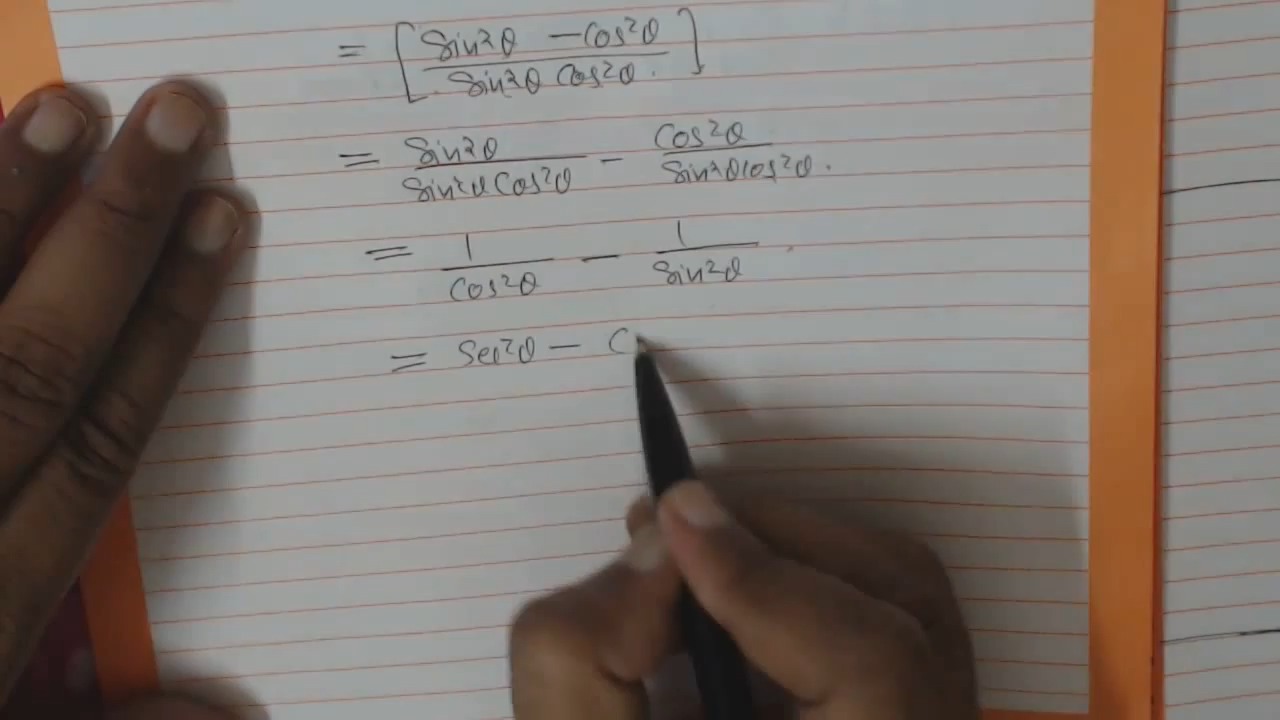 = [ Sin²θ - Cos²θ / Sin²θ Cos²θ . ]
= Sin²θ / Sin²θ Cos²θ - Cos²θ / Sin²θ Cos²θ .
= 1 / Cos²θ - 1 / Sin²θ .
= Sec²θ - C